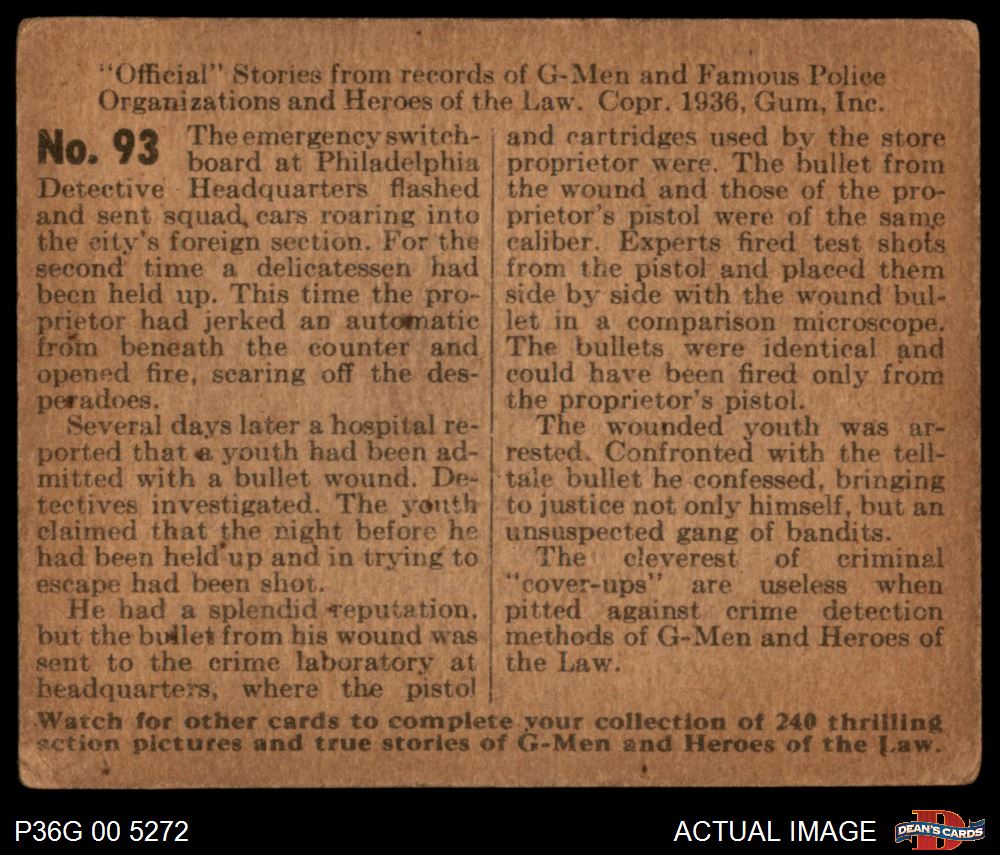 "Official" Stories from records of G-Men and Famous Police
Organizations and Heroes of the Law. Copr. 1936, Gum, Inc.
No. 93 The emergency switch-
board at Philadelphia
Detective Headquarters flashed
and sent squad cars roaring into
the city's foreign section. For the
second time a delicatessen had
been held up. This time the pro-
prietor had jerked an automatic
from beneath the counter and
opened fire, scaring off the des-
peradoes.
Several days later a hospital re-
ported that a youth had been ad-
mitted with a bullet wound. De-
tectives investigated. The youth
claimed that the night before he
had been held up and in trying to
escape had been shot.
He had a splendid reputation,
but the bullet from his wound was
sent to the crime laboratory at
headquarters, where the pistol
and cartridges used by the store
proprietor were. The bullet from
the wound and those of the pro-
prietor's pistol were of the same
caliber. Experts fired test shots
from the pistol and placed them
side by side with the wound bul-
let in a comparison microscope.
The bullets were identical and
could have been fired only from
the proprietor's pistol.
The wounded youth was ar-
rested. Confronted with the tell-
tale bullet he confessed, bringing
to justice not only himself, but an
unsuspected gang of bandits.
The cleverest of criminal
"cover-ups" are useless when
pitted against crime detection
methods of G-Men and Heroes of
the Law.
Watch for other cards to complete your collection of 240 thrilling
action pictures and true stories of G-Men and Heroes of the Law.
P36G 00 5272
ACTUAL IMAGE
D
DEAN'S CARDS